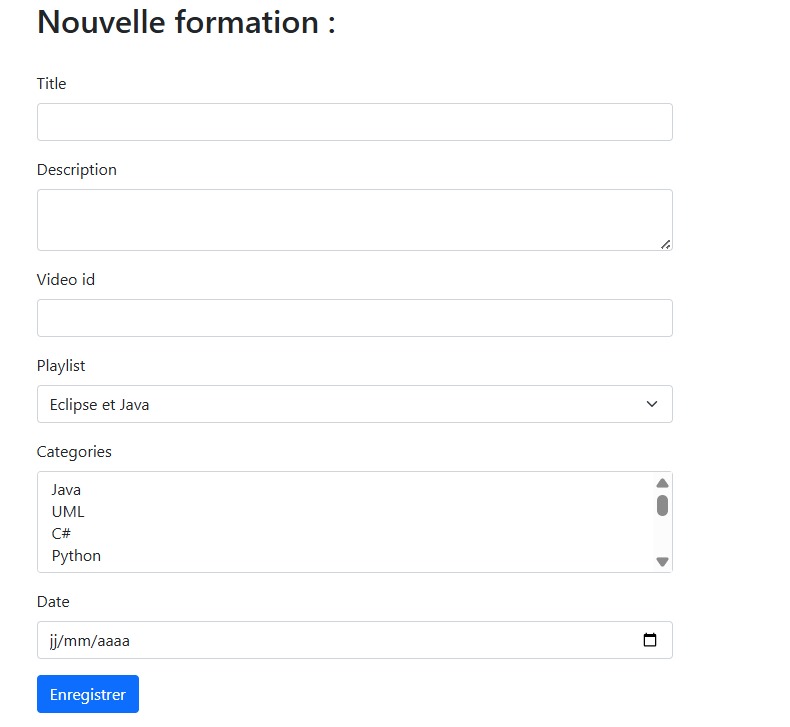 Nouvelle formation :
Title
Description
Video id
Playlist
Eclipse et Java
Categories
Java
UML
C#
Python
Date
jj/mm/aaaa
Enregistrer